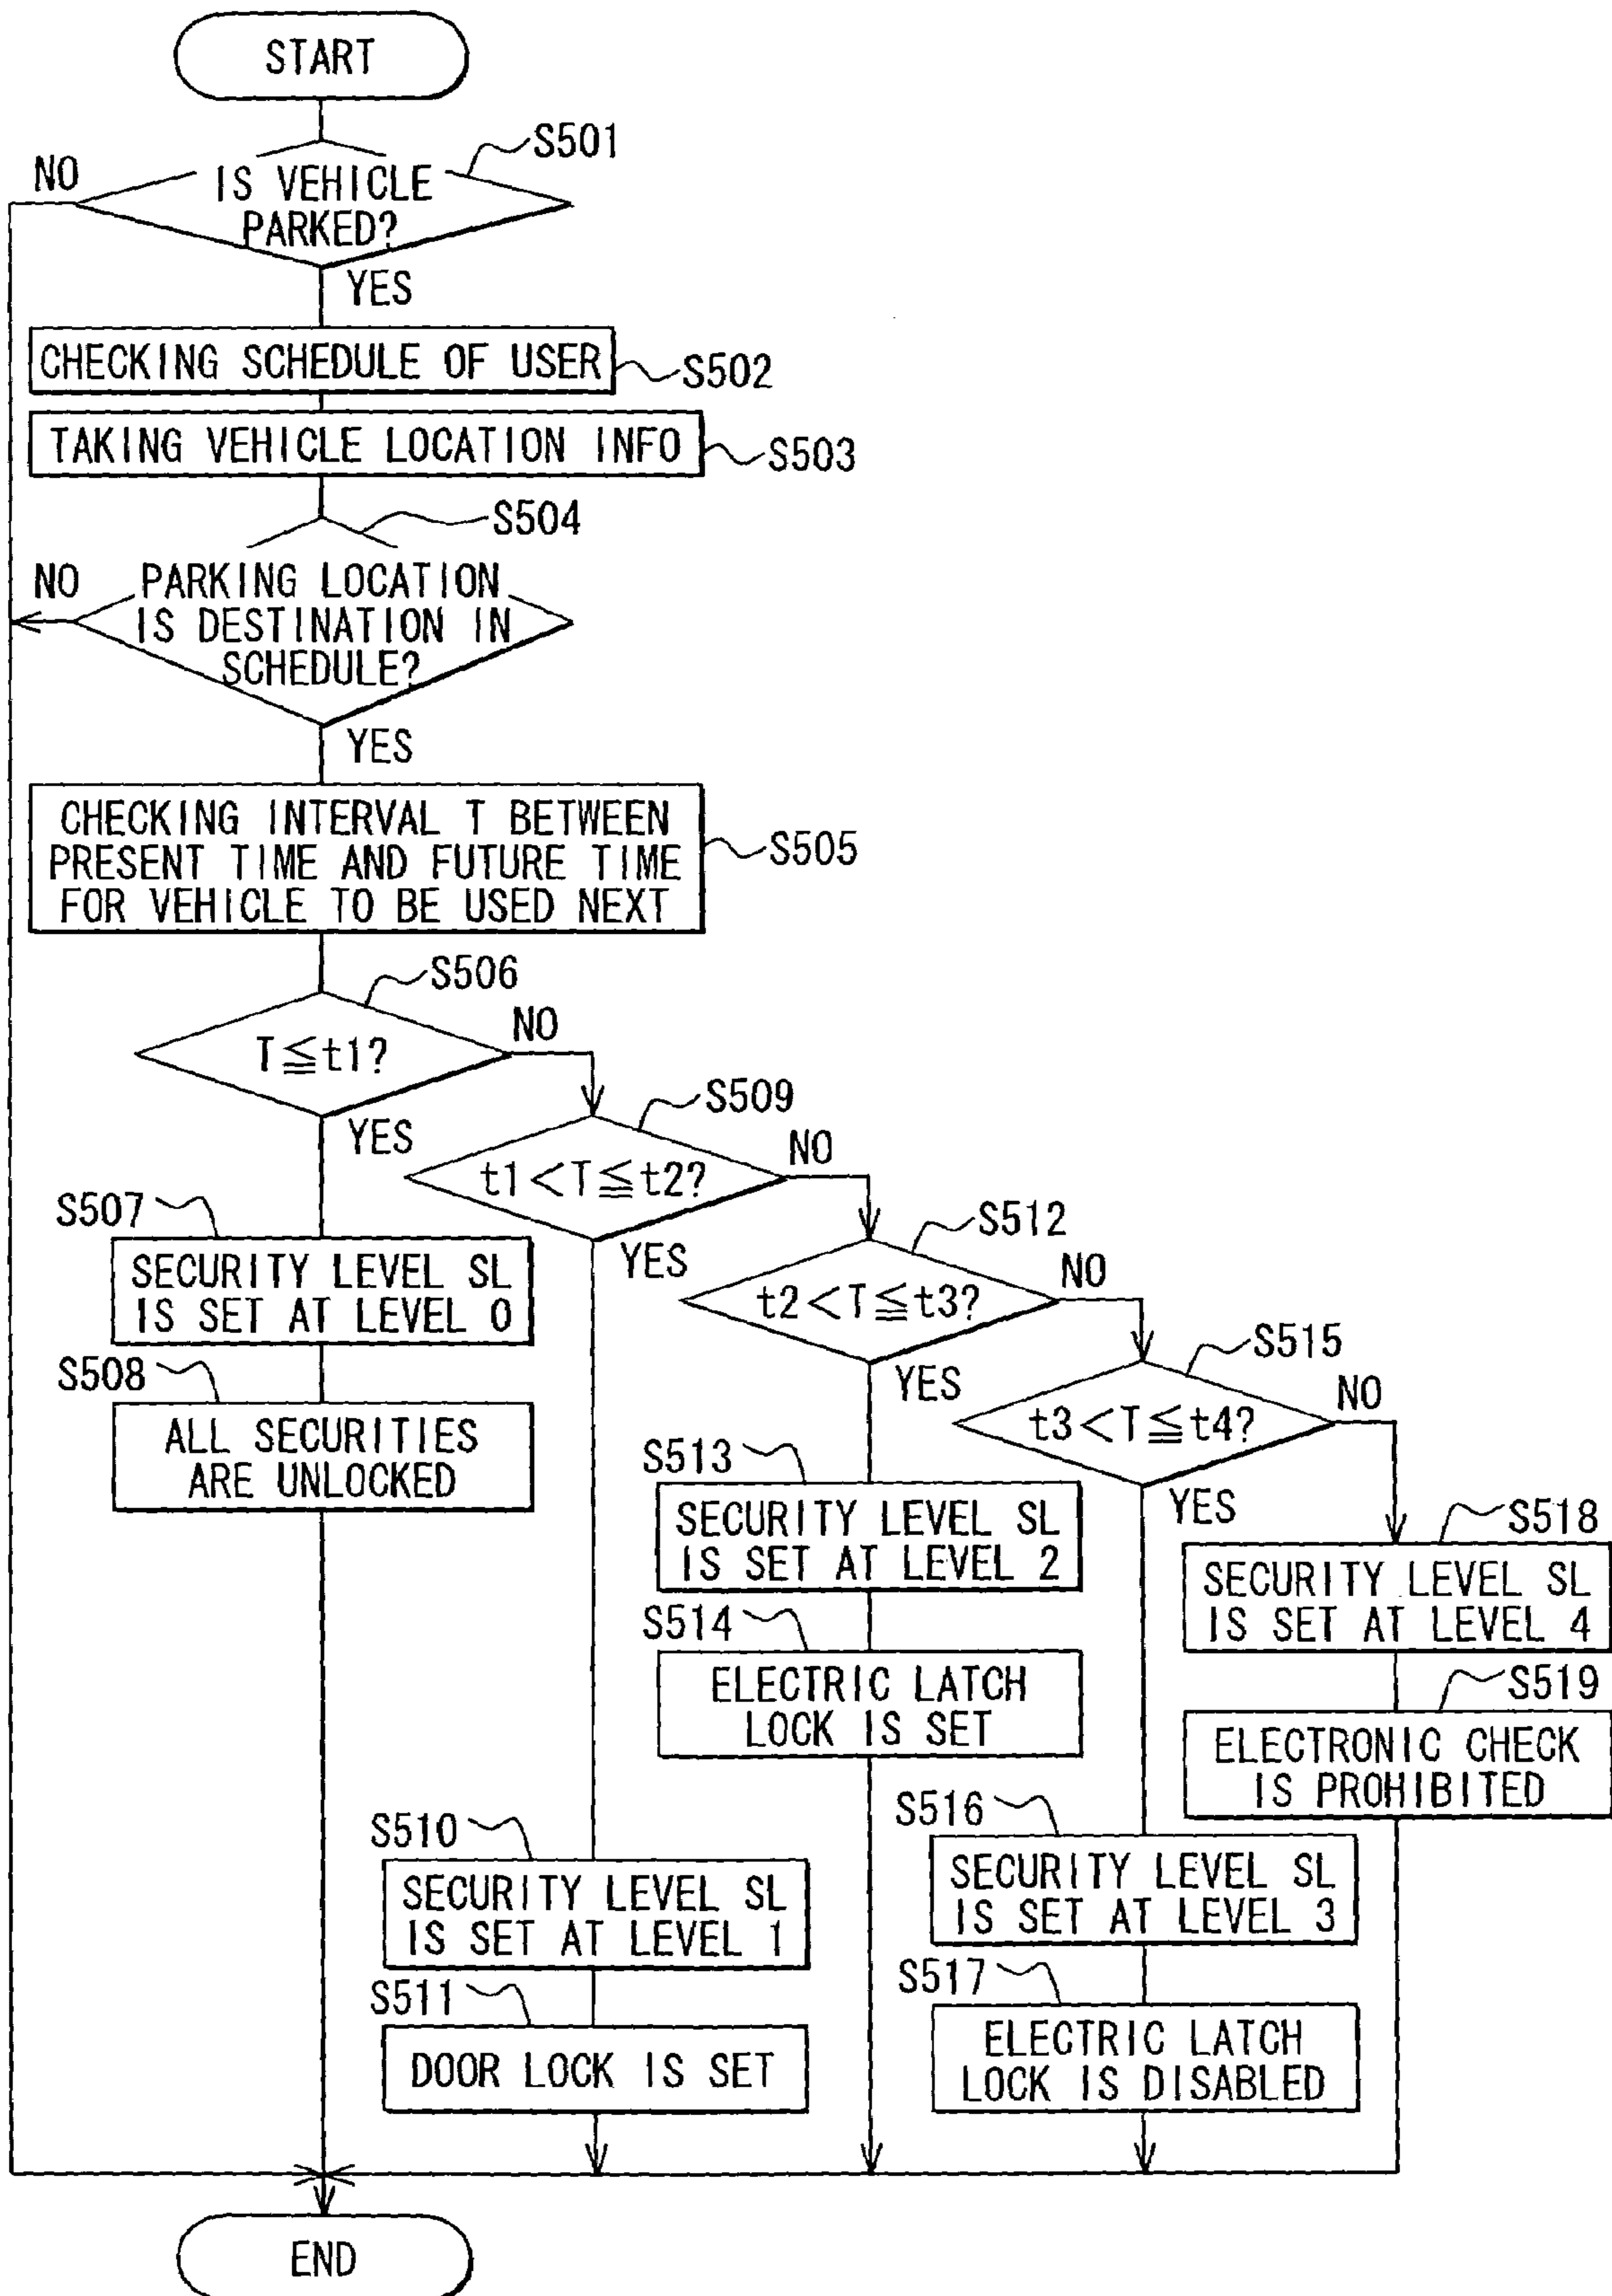 START
S501
NO
IS VEHICLE
PARKED?
YES
CHECKING SCHEDULE OF USER
S502
TAKING VEHICLE LOCATION INFO
S503
S504
NO
PARKING LOCATION
IS DESTINATION IN
SCHEDULE?
YES
CHECKING INTERVAL T BETWEEN
PRESENT TIME AND FUTURE TIME
FOR VEHICLE TO BE USED NEXT
S505
S506
T≦t1?
NO
YES
S509
t1<T≦t2?
NO
YES
S507
SECURITY LEVEL SL
IS SET AT LEVEL 0
S508
ALL SECURITIES
ARE UNLOCKED
S512
t2<T≦t3?
NO
YES
S515
t3<T≦t4?
NO
YES
S513
SECURITY LEVEL SL
IS SET AT LEVEL 2
S514
ELECTRIC LATCH
LOCK IS SET
S518
SECURITY LEVEL SL
IS SET AT LEVEL 4
S519
ELECTRONIC CHECK
IS PROHIBITED
S510
SECURITY LEVEL SL
IS SET AT LEVEL 1
S511
DOOR LOCK IS SET
S516
SECURITY LEVEL SL
IS SET AT LEVEL 3
S517
ELECTRIC LATCH
LOCK IS DISABLED
END